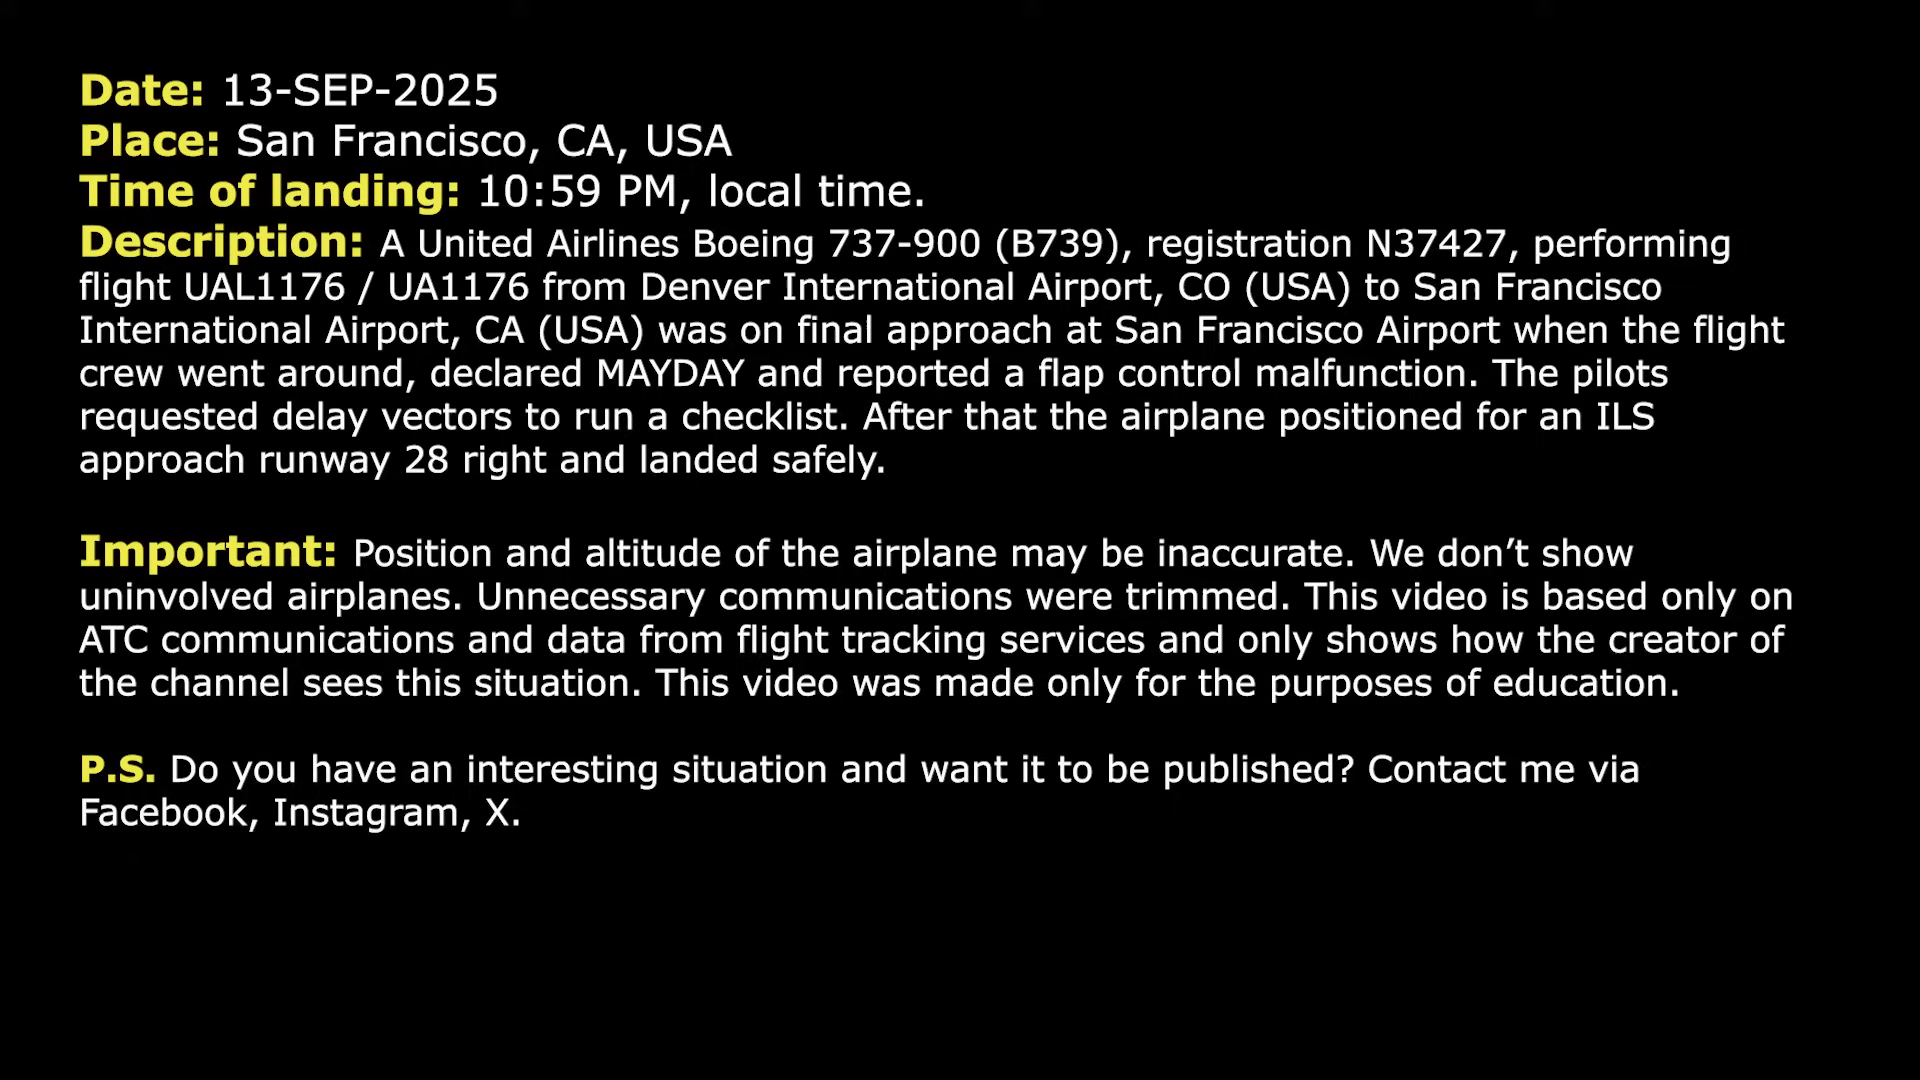 Date: 13-SEP-2025
Place: San Francisco, CA, USA
Time of landing: 10:59 PM, local time.
Description: A United Airlines Boeing 737-900 (B739), registration N37427, performing
flight UAL1176 / UA1176 from Denver International Airport, CO (USA) to San Francisco
International Airport, CA (USA) was on final approach at San Francisco Airport when the flight
crew went around, declared MAYDAY and reported a flap control malfunction. The pilots
requested delay vectors to run a checklist. After that the airplane positioned for an ILS
approach runway 28 right and landed safely.
Important: Position and altitude of the airplane may be inaccurate. We don’t show
uninvolved airplanes. Unnecessary communications were trimmed. This video is based only on
ATC communications and data from flight tracking services and only shows how the creator of
the channel sees this situation. This video was made only for the purposes of education.
P.S. Do you have an interesting situation and want it to be published? Contact me via
Facebook, Instagram, X.